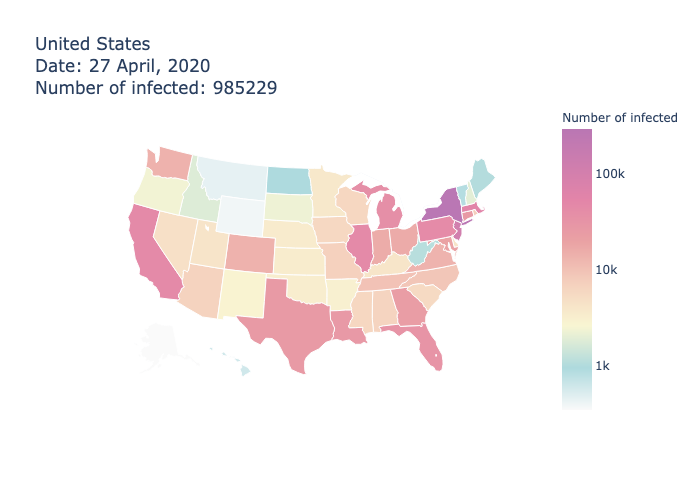 United States
Date: 27 April, 2020
Number of infected: 985229
Number of infected
100k
10k
1k